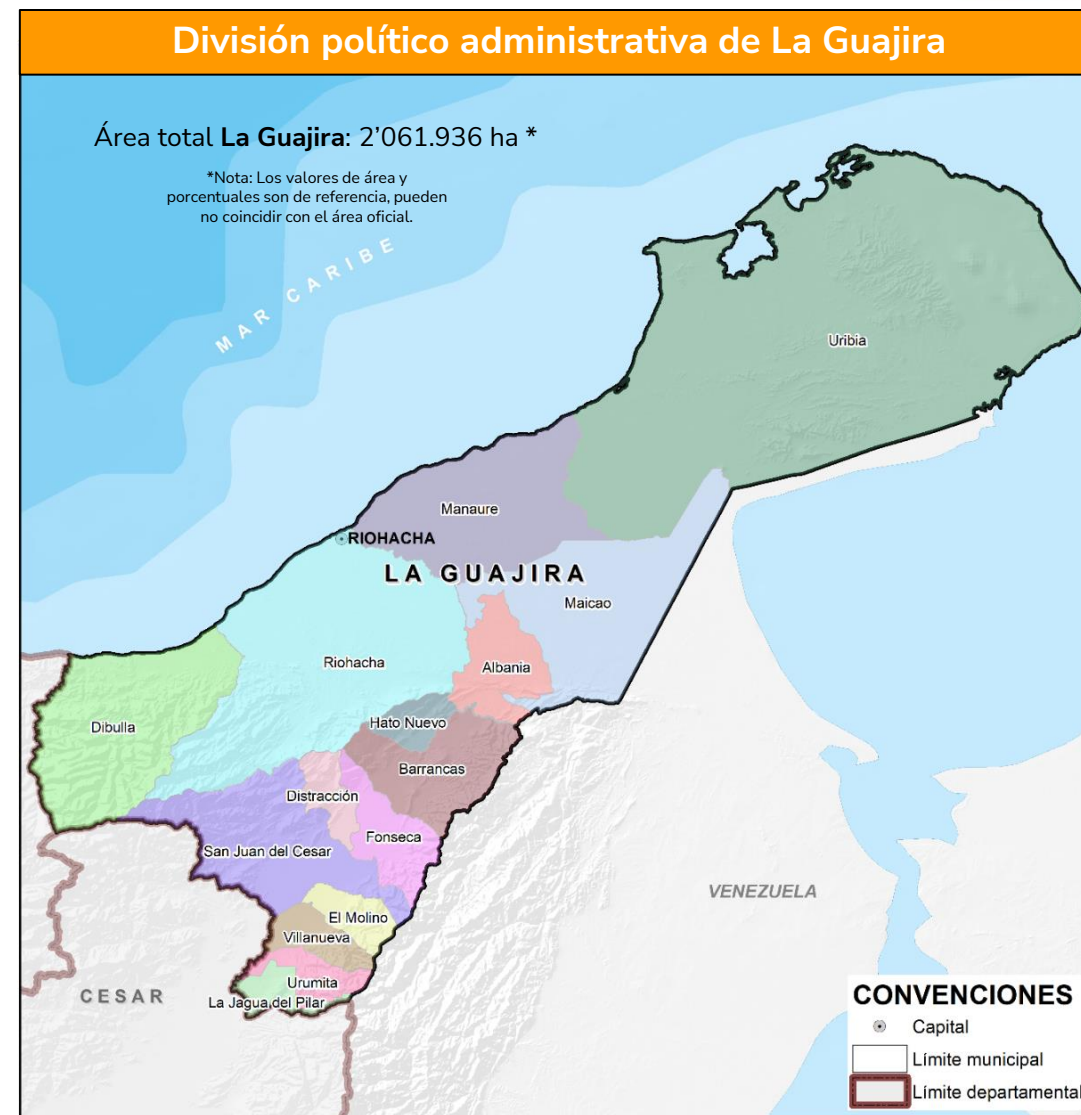 División político administrativa de La Guajira
Área total La Guajira: 2’061.936 ha *
*Nota: Los valores de área y
porcentuales son de referencia, pueden
no coincidir con el área oficial.
MAR CARIBE
Uribia
Manaure
RIOHACHA
LA GUAJIRA
Maicao
Riohacha
Albania
Dibulla
Hato Nuevo
Barrancas
Distracción
Fonseca
San Juan del Cesar
VENEZUELA
El Molino
Villanueva
Urumita
CESAR
La Jagua del Pilar
CONVENCIONES
Capital
Límite municipal
Límite departamental